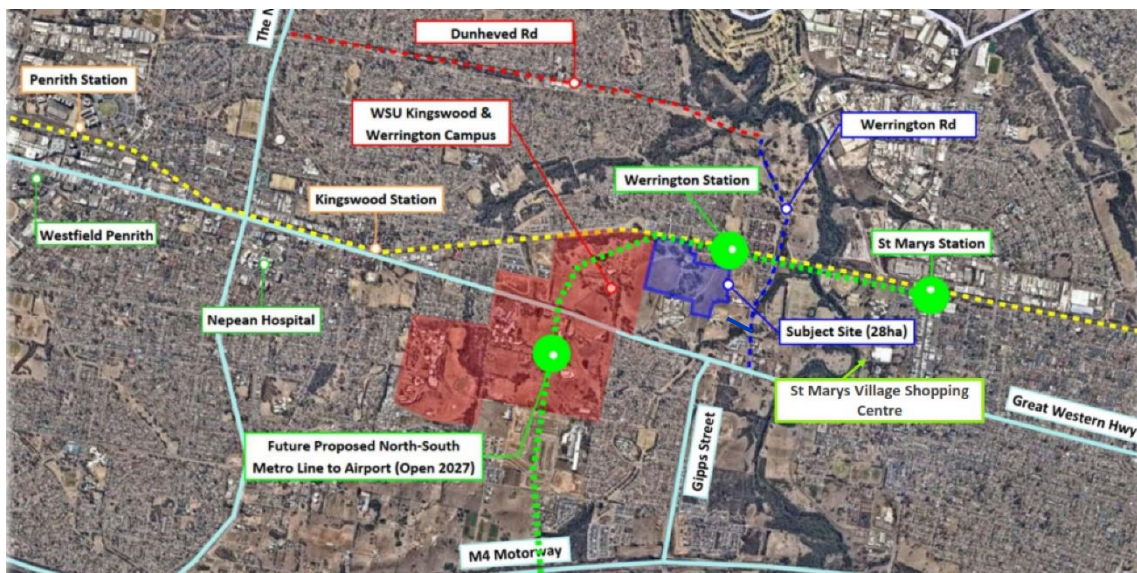 The
Dunheved Rd
Penrith Station
WSU Kingswood &
Werrington Campus
Werrington Rd
Werrington Station
Kingswood Station
Westfield Penrith
St Marys Station
Nepean Hospital
Subject Site (28ha)
St Marys Village Shopping
Centre
Great Western Hwy
Future Proposed North-South
Metro Line to Airport (Open 2027)
Gipps Street
M4 Motorway